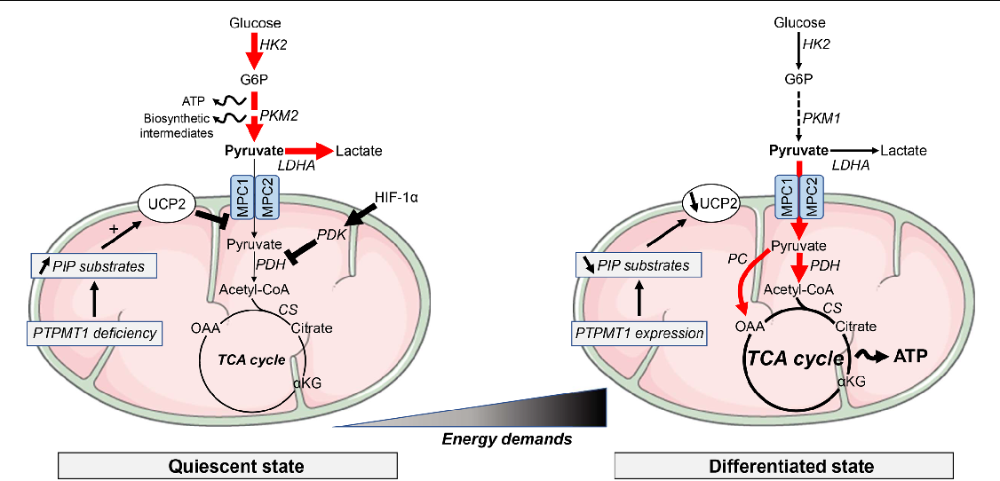 Glucose
HK2
G6P
ATP
Biosynthetic
intermediates
PKM2
Pyruvate
Lactate
LDHA
MPC1
MPC2
UCP2
HIF-1α
+
PDK
Pyruvate
PIP substrates
PDH
Acetyl-CoA
CS
PTPMT1 deficiency
OAA
Citrate
TCA cycle
αKG
Quiescent state
Energy demands
Glucose
HK2
G6P
PKM1
Pyruvate
Lactate
LDHA
MPC1
MPC2
UCP2
Pyruvate
PIP substrates
PC
PDH
Acetyl-CoA
CS
PTPMT1 expression
OAA
Citrate
TCA cycle
ATP
αKG
Differentiated state